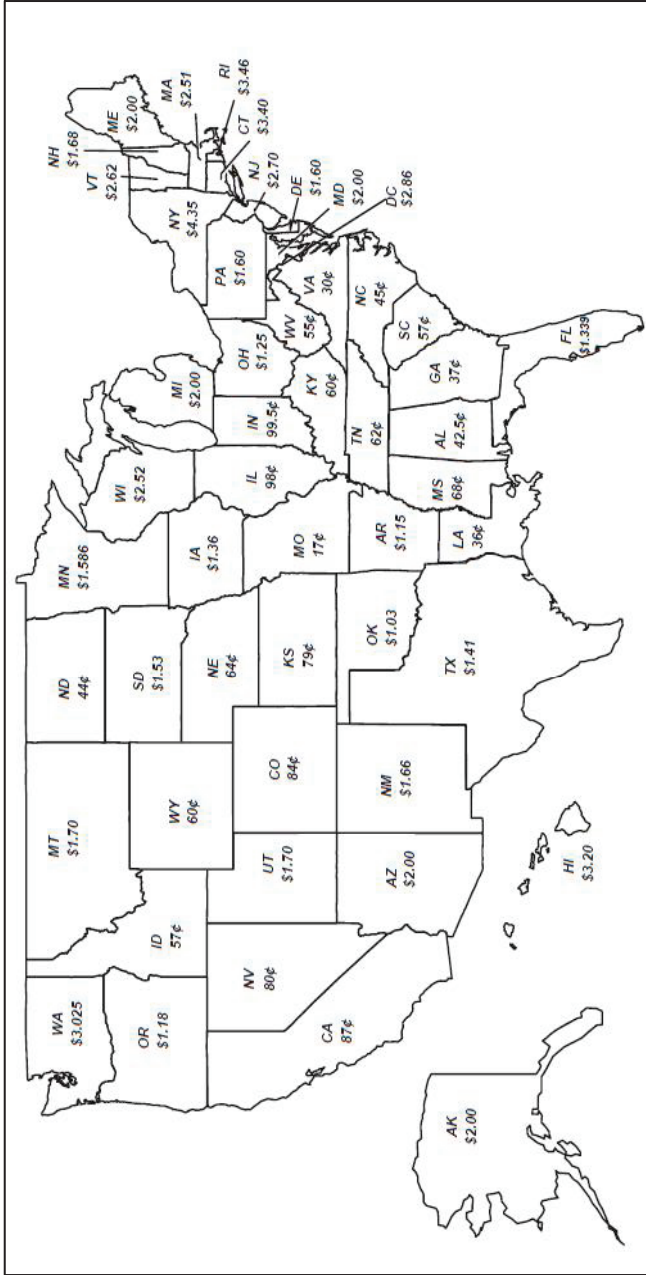 WA
$3.025
OR
$1.18
CA
87¢
NV
80¢
ID
57¢
MT
$1.70
WY
60¢
UT
$1.70
AZ
$2.00
CO
84¢
NM
$1.66
ND
44¢
SD
$1.53
NE
64¢
KS
79¢
OK
$1.03
TX
$1.41
MN
$1.586
IA
$1.36
MO
17¢
AR
$1.15
LA
36¢
WI
$2.52
IL
98¢
MI
$2.00
IN
99.5¢
OH
$1.25
KY
60¢
TN
62¢
MS
68¢
AL
42.5¢
GA
37¢
FL
$1.339
SC
57¢
NC
45¢
VA
30¢
WV
55¢
PA
$1.60
NY
$4.35
VT
$2.62
NH
$1.68
ME
$2.00
MA
$2.51
RI
$3.46
CT
$3.40
NJ
$2.70
DE
$1.60
MD
$2.00
DC
$2.86
AK
$2.00
HI
$3.20